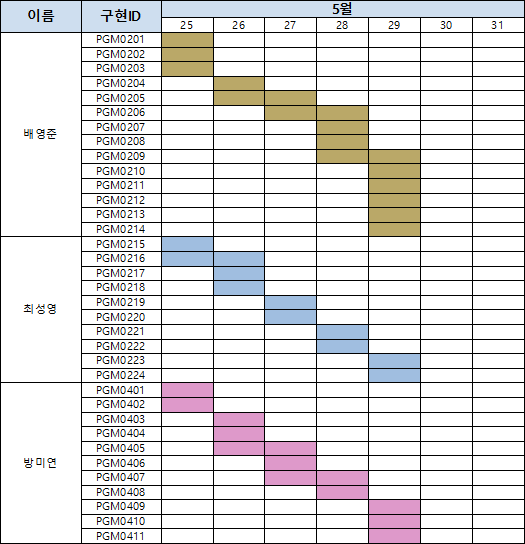 이름 구현ID 5월
25 26 27 28 29 30 31
배영준
PGM0201
PGM0202
PGM0203
PGM0204
PGM0205
PGM0206
PGM0207
PGM0208
PGM0209
PGM0210
PGM0211
PGM0212
PGM0213
PGM0214
최성영
PGM0215
PGM0216
PGM0217
PGM0218
PGM0219
PGM0220
PGM0221
PGM0222
PGM0223
PGM0224
방미연
PGM0401
PGM0402
PGM0403
PGM0404
PGM0405
PGM0406
PGM0407
PGM0408
PGM0409
PGM0410
PGM0411